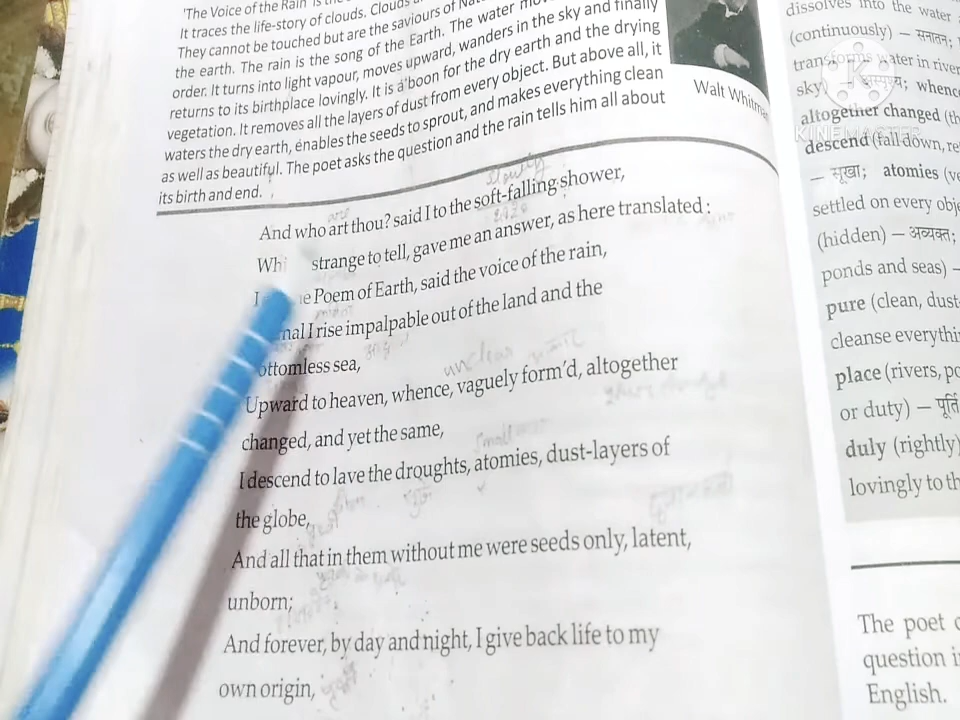 'The Voice of the Rain' is the
It traces the life-story of clouds. Clouds
They cannot be touched but are the saviours of
the earth. The rain is the song of the Earth. The water
order. It turns into light vapour, moves upward, wanders in the sky and finally
returns to its birthplace lovingly. It is a boon for the dry earth and the drying
vegetation. It removes all the layers of dust from every object. But above all, it
waters the dry earth, enables the seeds to sprout, and makes everything clean
as well as beautiful. The poet asks the question and the rain tells him all about
its birth and end.
Walt Whitman
slowly
are
And who art thou? said I to the soft-falling shower,
strange to tell, gave me an answer, as here translated:
I Poem of Earth, said the voice of the rain,
I rise impalpable out of the land and the
sea,
unclear
Upward to heaven, whence, vaguely form'd, altogether
changed, and yet the same,
small
I descend to lave the droughts, atomies, dust-layers of
the globe,
And all that in them without me were seeds only, latent,
unborn;
And forever, by day and night, I give back life to my
own origin,
dissolves into the water
(continuously) – सनातन;
transforms water in river
sky) – अस्पृश्य; whence
altogether changed (th
descend (fall down, re
– सूखा; atomies (ve
settled on every obje
(hidden) – अव्यक्त;
ponds and seas) –
pure (clean, dust
cleanse everythi
place (rivers, po
or duty) – पूर्ति
duly (rightly)
lovingly to th
The poet
question i
English.
KINEMASTER